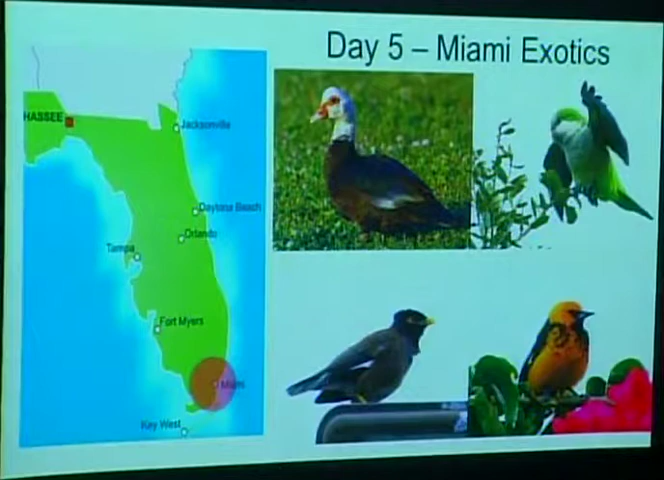 Day 5 – Miami Exotics
HASSEE
Jacksonville
Daytona Beach
Orlando
Tampa
Fort Myers
Miami
Key West